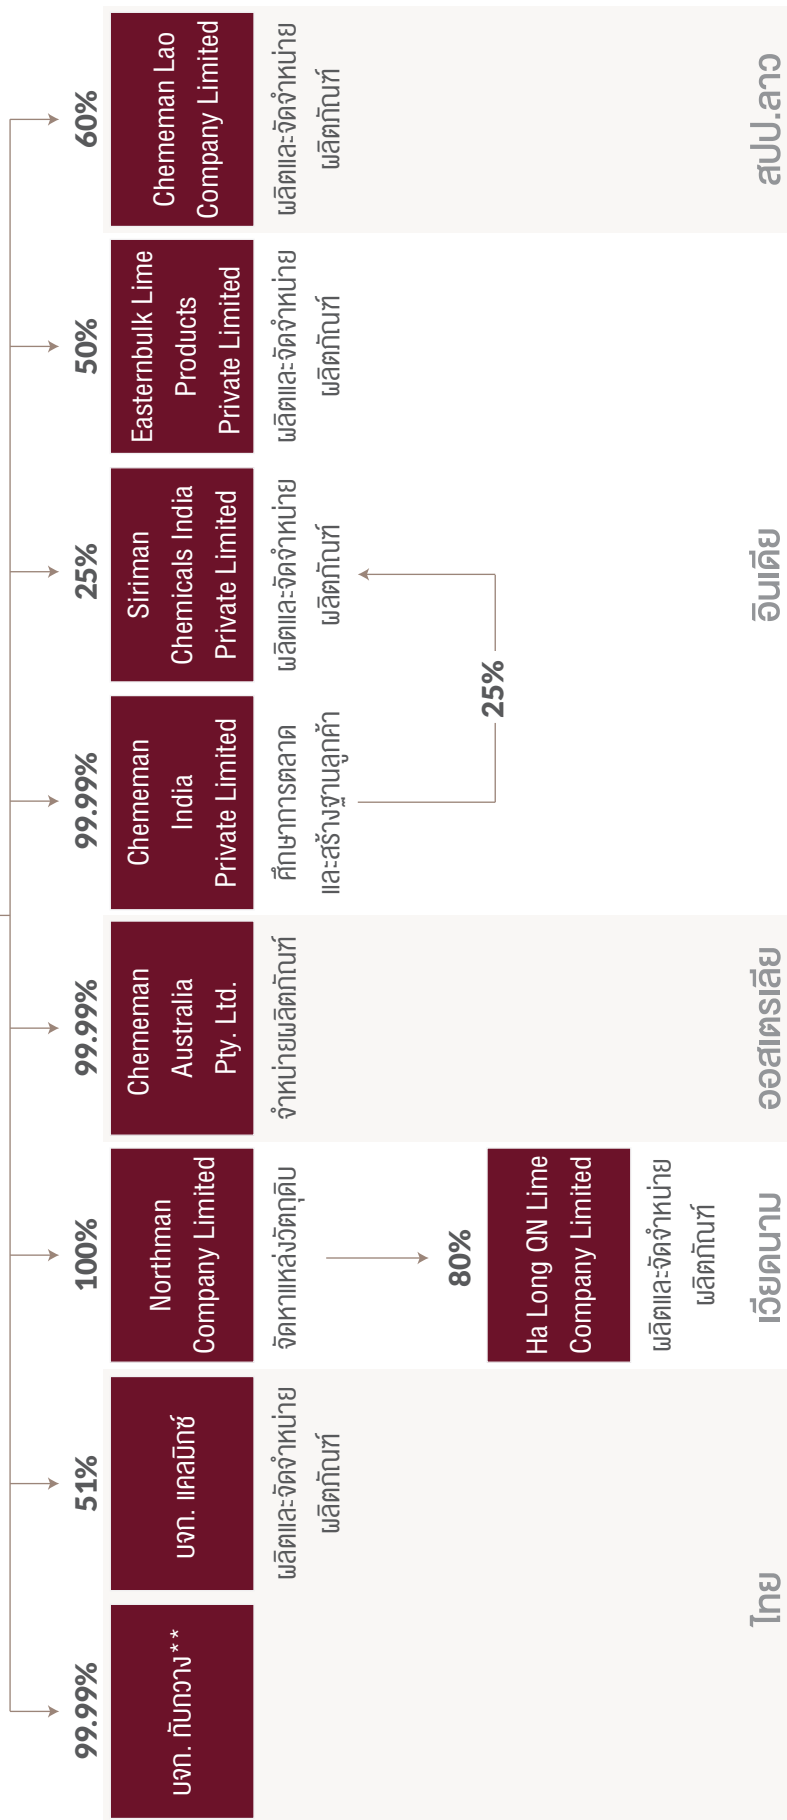 99.99%
บจก. ทับกวาง**
51%
บจก. แคลมิกซ์
ผลิตและจัดจำหน่าย
ผลิตภัณฑ์
ไทย
100%
Northman
Company Limited
จัดหาแหล่งวัตถุดิบ
80%
Ha Long QN Lime
Company Limited
ผลิตและจัดจำหน่าย
ผลิตภัณฑ์
เวียดนาม
99.99%
Chememan
Australia
Pty. Ltd.
จำหน่ายผลิตภัณฑ์
ออสเตรเลีย
99.99%
Chememan
India
Private Limited
ศึกษาการตลาด
และสร้างฐานลูกค้า
25%
25%
Siriman
Chemicals India
Private Limited
ผลิตและจัดจำหน่าย
ผลิตภัณฑ์
50%
Easternbulk Lime
Products
Private Limited
ผลิตและจัดจำหน่าย
ผลิตภัณฑ์
อินเดีย
60%
Chememan Lao
Company Limited
ผลิตและจัดจำหน่าย
ผลิตภัณฑ์
สปป.ลาว